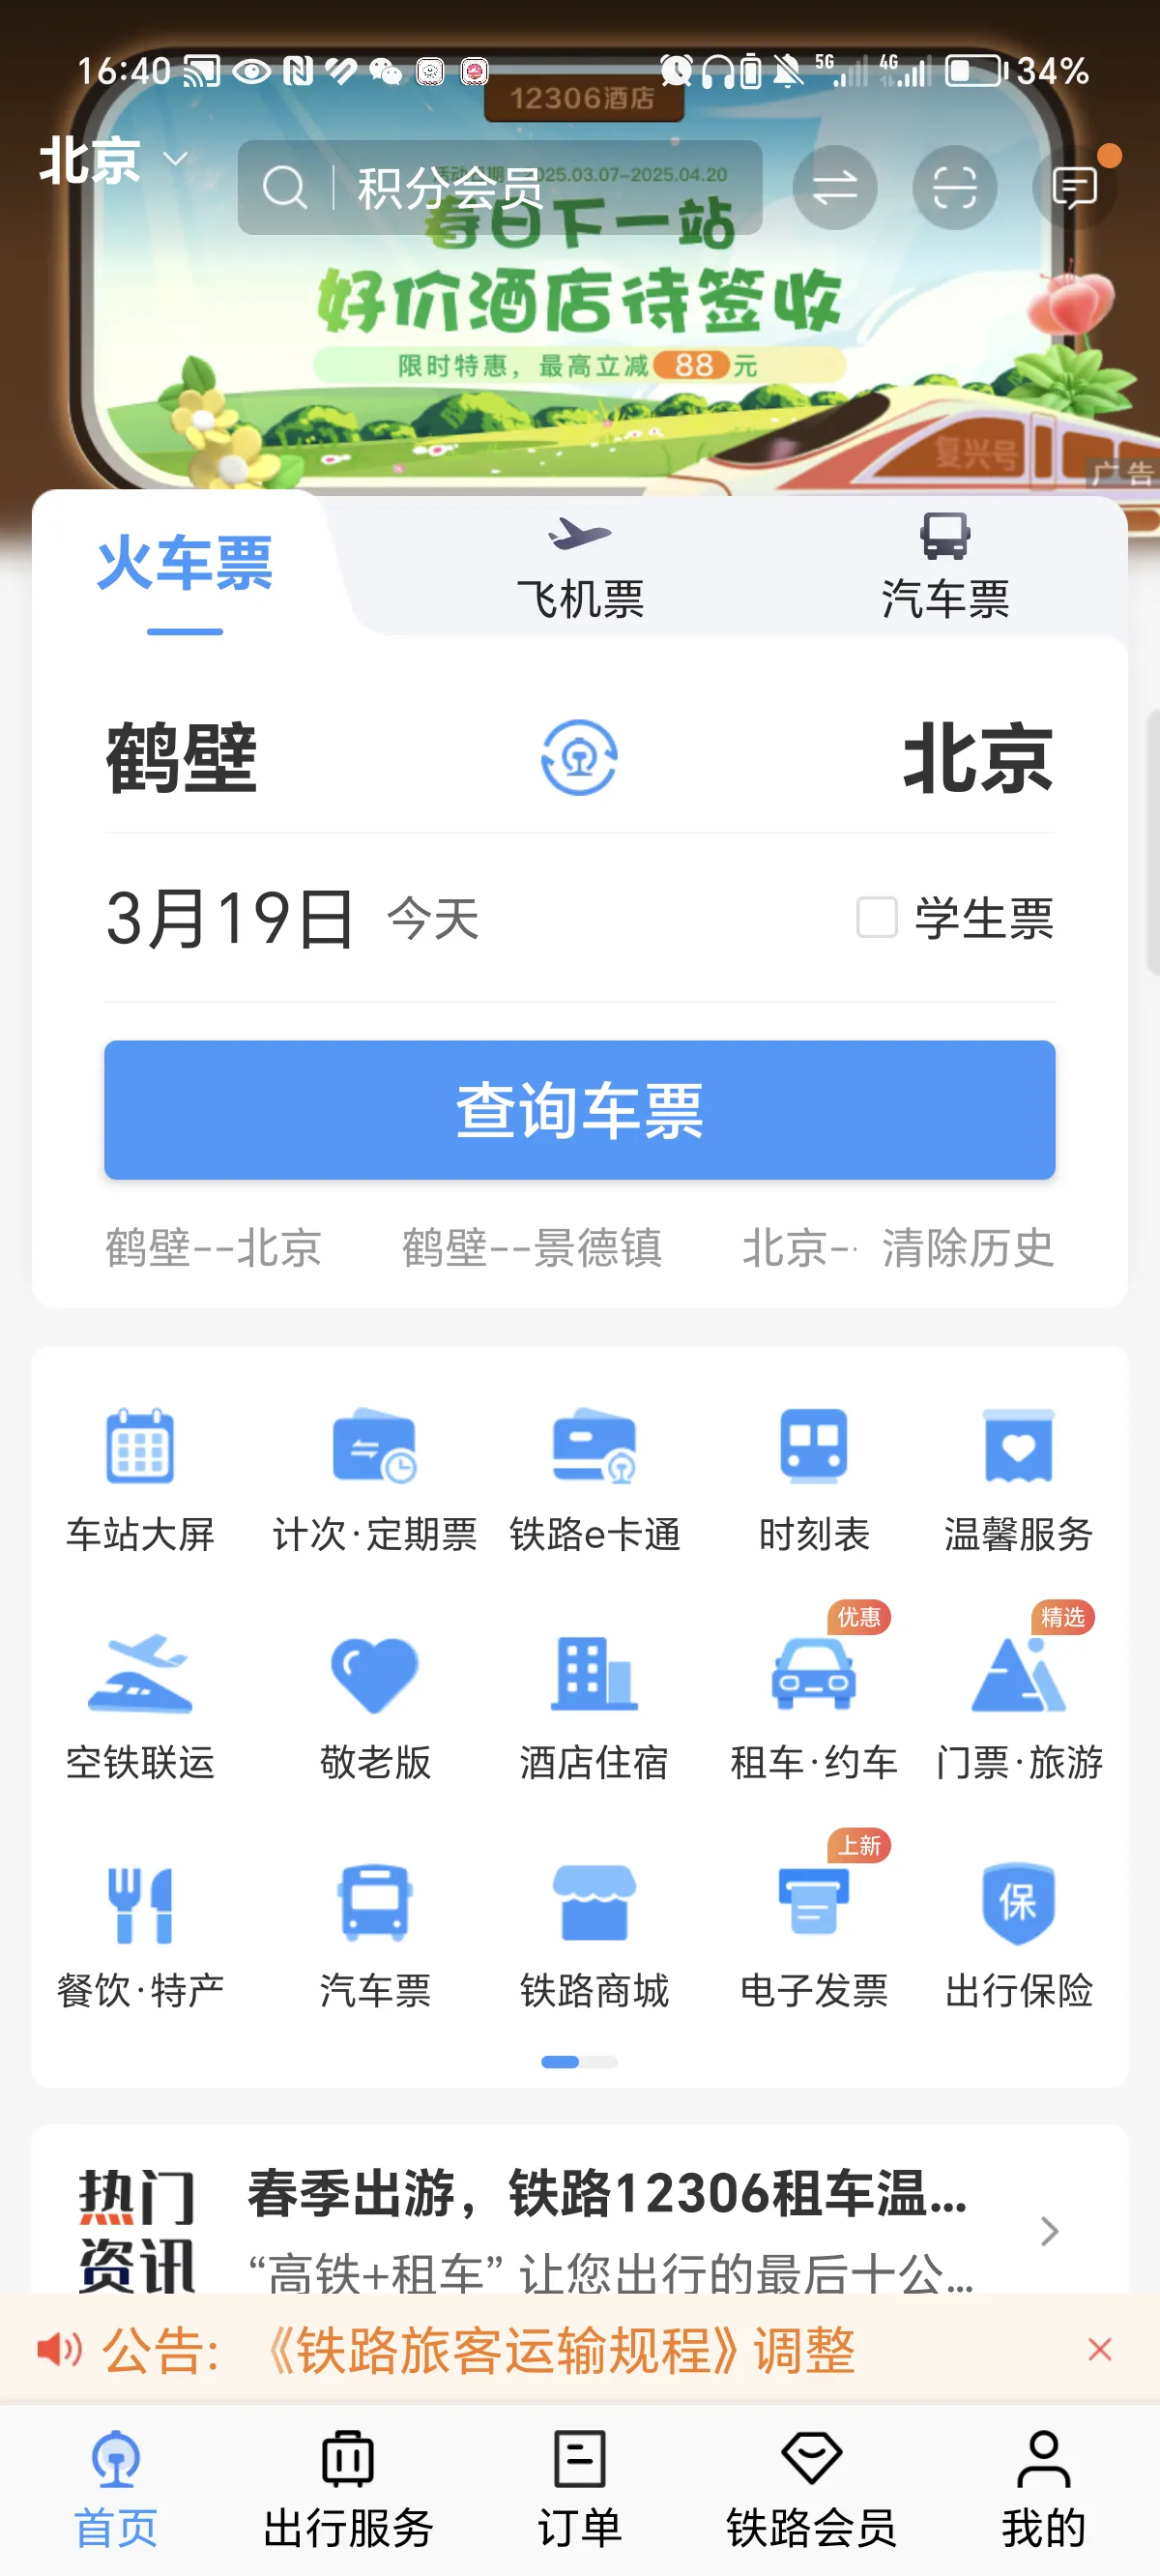 16:40
5G
4G
34%
12306酒店
北京
积分会员
2025.03.07-2025.04.20
春日下一站
好价酒店待签收
限时特惠，最高立减88元
复兴号
广告
火车票
飞机票
汽车票
鹤壁
北京
3月19日 今天
学生票
查询车票
鹤壁--北京 鹤壁--景德镇 北京-- 清除历史
车站大屏 计次·定期票 铁路e卡通 时刻表 温馨服务
优惠 精选
空铁联运 敬老版 酒店住宿 租车·约车 门票·旅游
上新
保
餐饮·特产 汽车票 铁路商城 电子发票 出行保险
热门
资讯
春季出游，铁路12306租车温...
“高铁+租车” 让您出行的最后十公...
公告: 《铁路旅客运输规程》调整
首页 出行服务 订单 铁路会员 我的